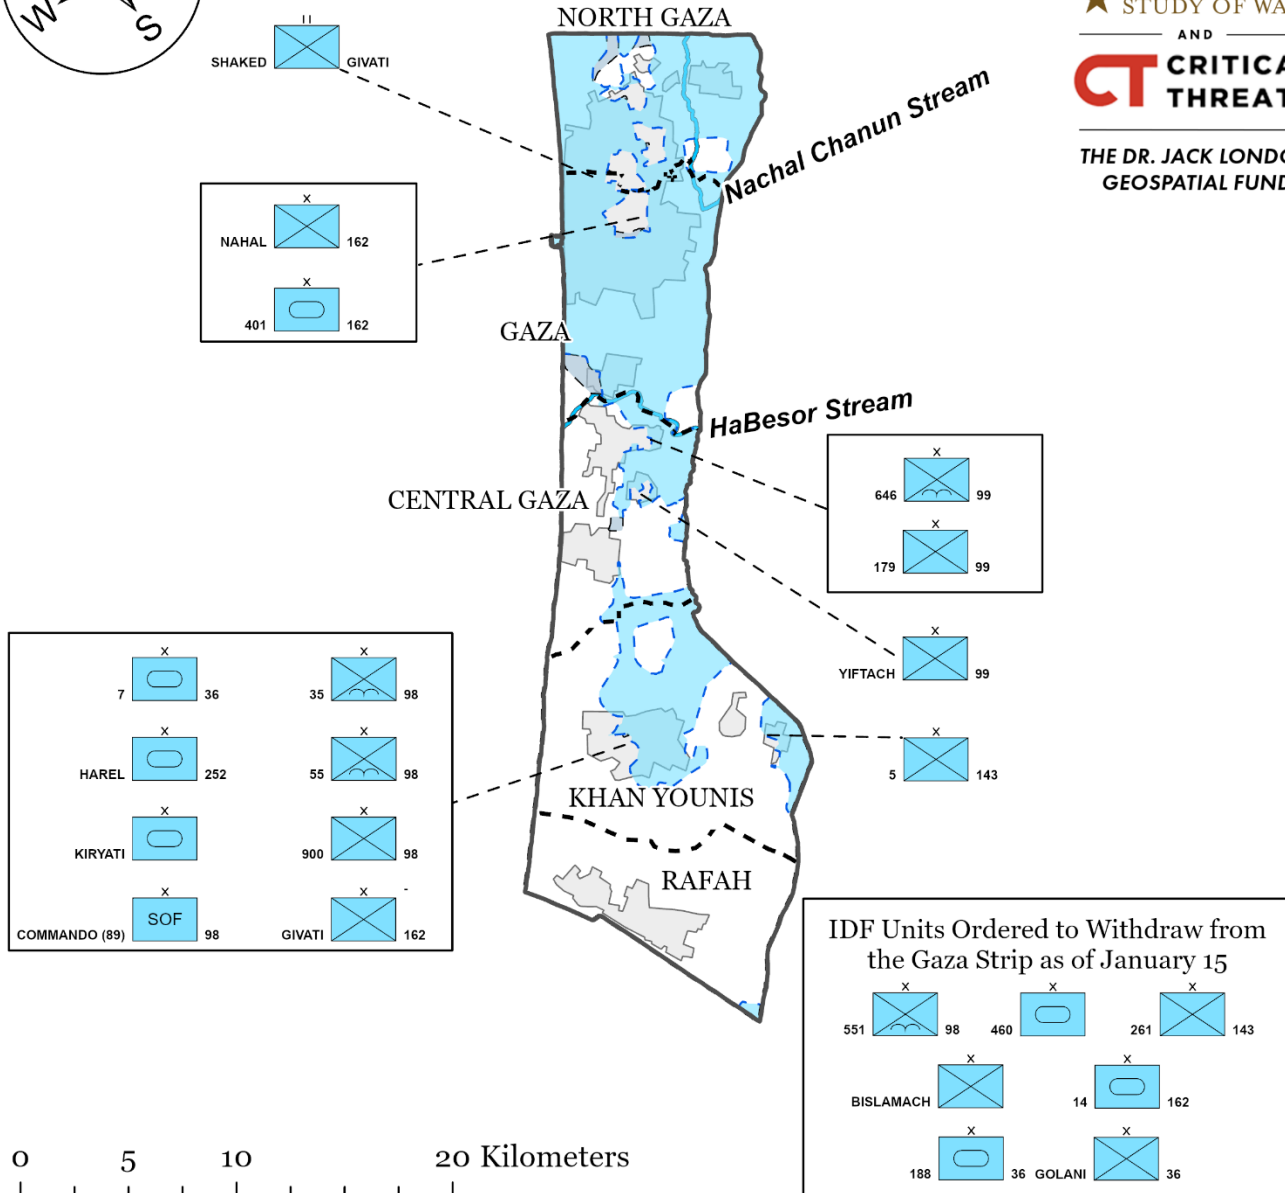 NORTH GAZA
STUDY OF WA
AND
CRITICA
THREAT
THE DR. JACK LONDO
GEOSPATIAL FUND
W
S
II
SHAKED GIVATI
Nachal Chanun Stream
X
NAHAL 162
X
401 162
GAZA
HaBesor Stream
CENTRAL GAZA
X
646 99
X
179 99
X
YIFTACH 99
X
5 143
X X
7 36 35 98
X X
HAREL 252 55 98
X X
KIRYATI 900 98
X X -
COMMANDO (89) SOF 98 GIVATI 162
KHAN YOUNIS
RAFAH
IDF Units Ordered to Withdraw from
the Gaza Strip as of January 15
X X X
551 98 460 261 143
X X
BISLAMACH 14 162
X X
188 36 GOLANI 36
0 5 10 20 Kilometers